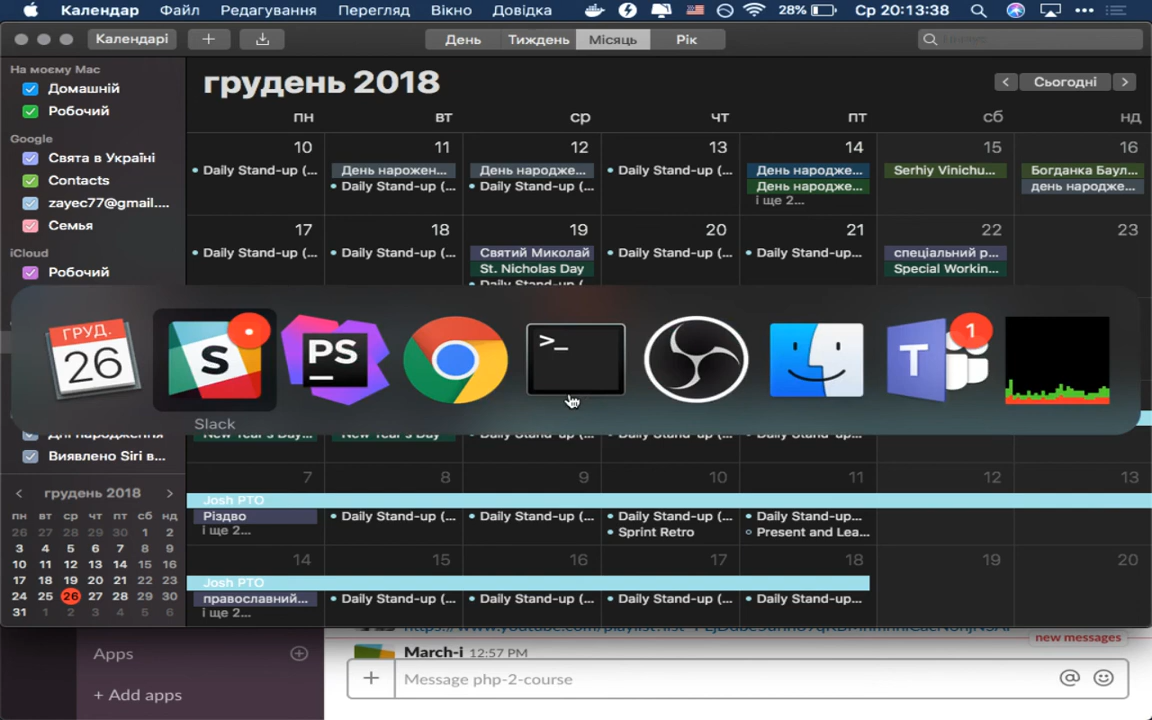 Календар Файл Редагування Перегляд Вікно Довідка 28% Ср 20:13:38
Календарі + День Тиждень Місяць Рік
На моєму Mac
Домашній
Робочий
Google
Свята в Україні
Contacts
zayec77@gmail....
Семья
iCloud
Робочий
Виявлено Siri в...
грудень 2018
< Сьогодні >
пн вт ср чт пт сб нд
10 11 12 13 14 15 16
Daily Stand-up (... День нарожен... День народже... Daily Stand-up (... День народже... Serhiy Vinichu... Богданка Баул...
Daily Stand-up (... Daily Stand-up (... День народже... день народже...
і ще 2...
17 18 19 20 21 22 23
Daily Stand-up (... Daily Stand-up (... Святий Миколай Daily Stand-up (... Daily Stand-up (... спеціальний р...
St. Nicholas Day Special Workin...
ГРУД.
26
S
PS
>_
T
1
Slack
New Year's Day... New Year's Day Daily Stand-up (... Daily Stand-up (... Daily Stand-up...
7 8 9 10 11 12 13
Josh PTO
Різдво Daily Stand-up (... Daily Stand-up (... Daily Stand-up (... Daily Stand-up...
і ще 2... Sprint Retro Present and Lea...
14 15 16 17 18 19 20
Josh PTO
православний... Daily Stand-up (... Daily Stand-up (... Daily Stand-up (... Daily Stand-up...
і ще 2...
< грудень 2018 >
пн вт ср чт пт сб нд
26 27 28 29 30 1 2
3 4 5 6 7 8 9
10 11 12 13 14 15 16
17 18 19 20 21 22 23
24 25 26 27 28 29 30
31 1 2 3 4 5 6
new messages
Apps
March-i 12:57 PM
+ Message php-2-course @
+ Add apps